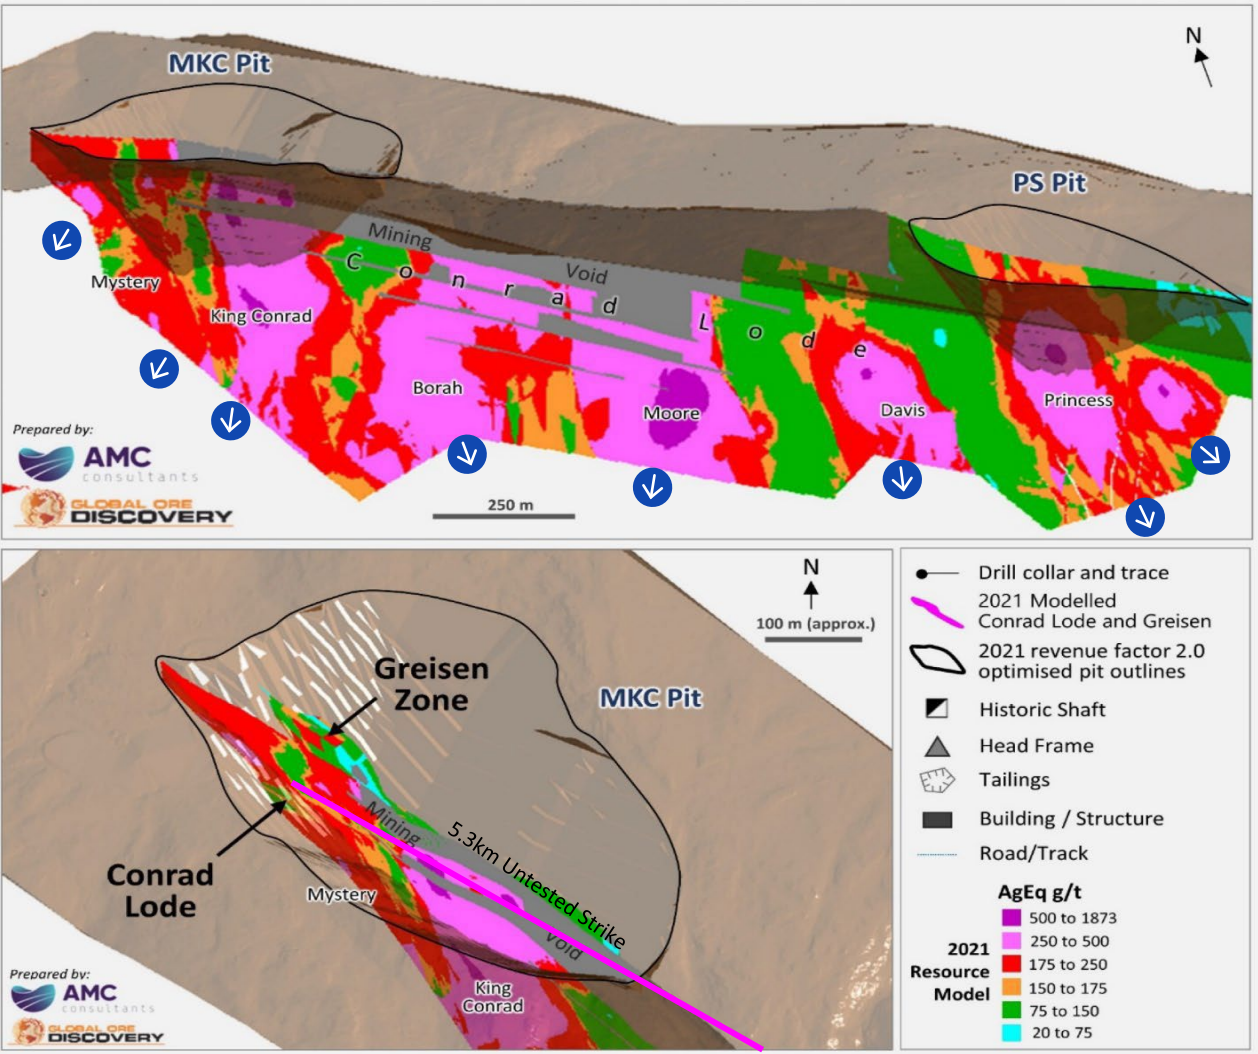 MKC Pit
N
PS Pit
Mining
Void
Conrad
Lode
Mystery
King Conrad
Borah
Moore
Davis
Princess
Prepared by:
AMC
consultants
GLOBAL ORE
DISCOVERY
250 m
N
100 m (approx.)
Greisen
Zone
MKC Pit
Mining
5.3km Untested Strike
Void
Conrad
Lode
Mystery
King
Conrad
Prepared by:
AMC
consultants
GLOBAL ORE
DISCOVERY
Drill collar and trace
2021 Modelled
Conrad Lode and Greisen
2021 revenue factor 2.0
optimised pit outlines
Historic Shaft
Head Frame
Tailings
Building / Structure
Road/Track
AgEq g/t
2021
Resource
Model
500 to 1873
250 to 500
175 to 250
150 to 175
75 to 150
20 to 75